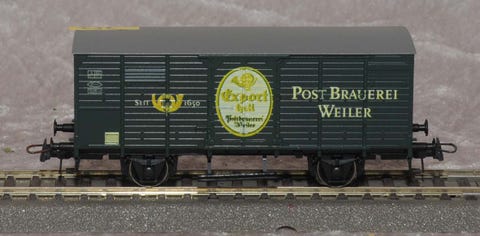 SEIT 1650
Export
hell
Postbrauerei
Weiler
POST BRAUEREI
WEILER